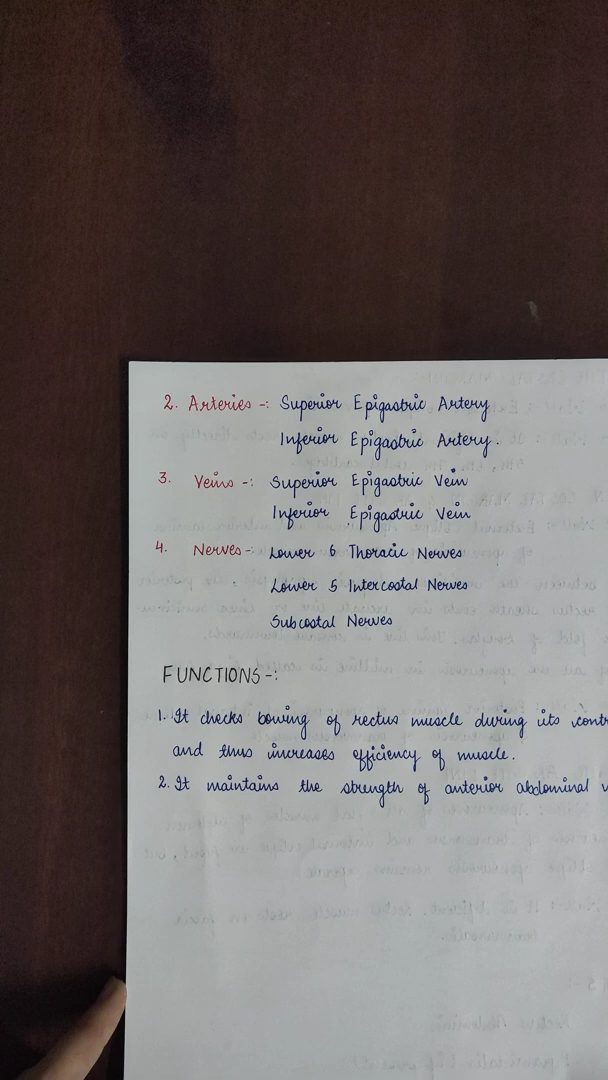 2. Arteries -: Superior Epigastric Artery
Inferior Epigastric Artery.
3. Veins -: Superior Epigastric Vein
Inferior Epigastric Vein
4. Nerves -: Lower 6 Thoracic Nerves
Lower 5 Intercostal Nerves
Subcostal Nerves
FUNCTIONS -:
1. It checks bowing of rectus muscle during its contr
and thus increases efficiency of muscle.
2. It maintains the strength of anterior abdominal